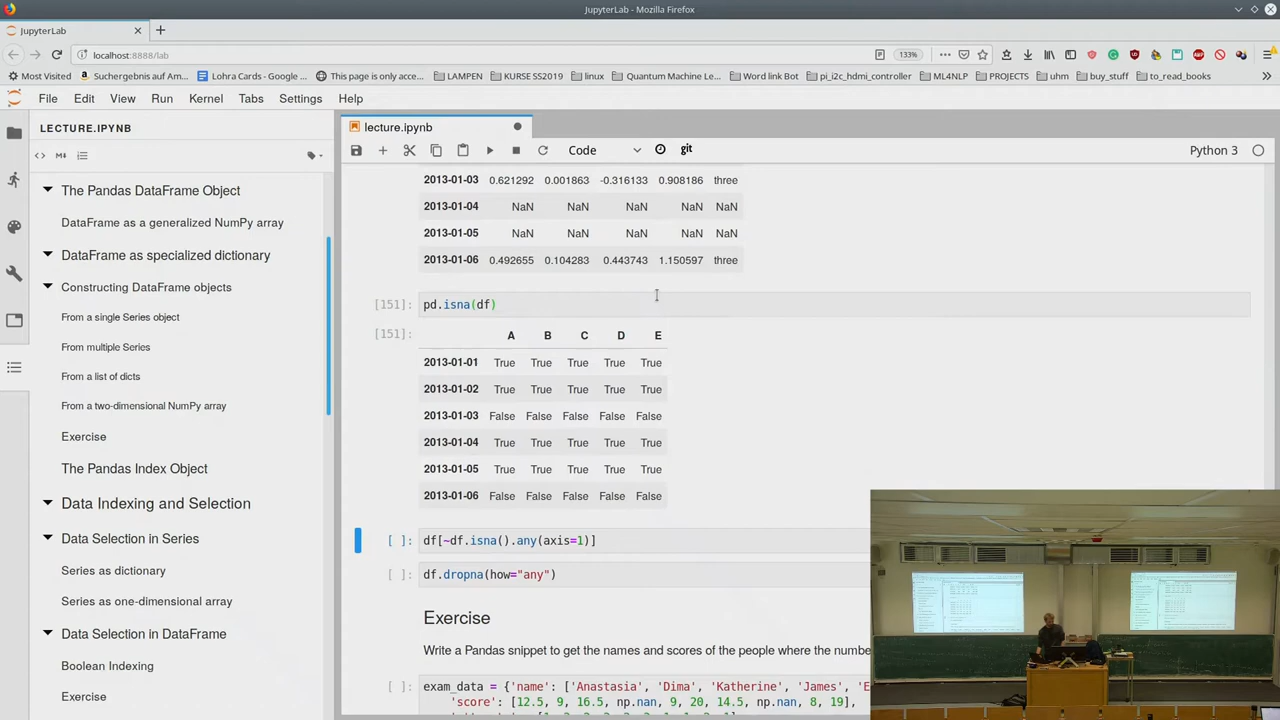 JupyterLab - Mozilla Firefox
JupyterLab
localhost:8888/lab
133%
Most Visited
Suchergebnis auf Am...
Lohra Cards - Google ...
This page is only acce...
LAMPEN
KURSE SS2019
linux
Quantum Machine Le...
Word link Bot
pi_i2c_hdmi_controller
ML4NLP
PROJECTS
uhm
buy_stuff
to_read_books
File Edit View Run Kernel Tabs Settings Help
LECTURE.IPYNB
The Pandas DataFrame Object
DataFrame as a generalized NumPy array
DataFrame as specialized dictionary
Constructing DataFrame objects
From a single Series object
From multiple Series
From a list of dicts
From a two-dimensional NumPy array
Exercise
The Pandas Index Object
Data Indexing and Selection
Data Selection in Series
Series as dictionary
Series as one-dimensional array
Data Selection in DataFrame
Boolean Indexing
Exercise
lecture.ipynb
Code
git
Python 3
2013-01-03 0.621292 0.001863 -0.316133 0.908186 three
2013-01-04 NaN NaN NaN NaN NaN
2013-01-05 NaN NaN NaN NaN NaN
2013-01-06 0.492655 0.104283 0.443743 1.150597 three
[151]: pd.isna(df)
[151]: A B C D E
2013-01-01 True True True True True
2013-01-02 True True True True True
2013-01-03 False False False False False
2013-01-04 True True True True True
2013-01-05 True True True True True
2013-01-06 False False False False False
[ ]: df[~df.isna().any(axis=1)]
[ ]: df.dropna(how="any")
Exercise
Write a Pandas snippet to get the names and scores of the people where the numbe
[ ]: exam_data = {'name': ['Anastasia', 'Dima', 'Katherine', 'James', 'E
'score': [12.5, 9, 16.5, np.nan, 9, 20, 14.5, np.nan, 8, 19],